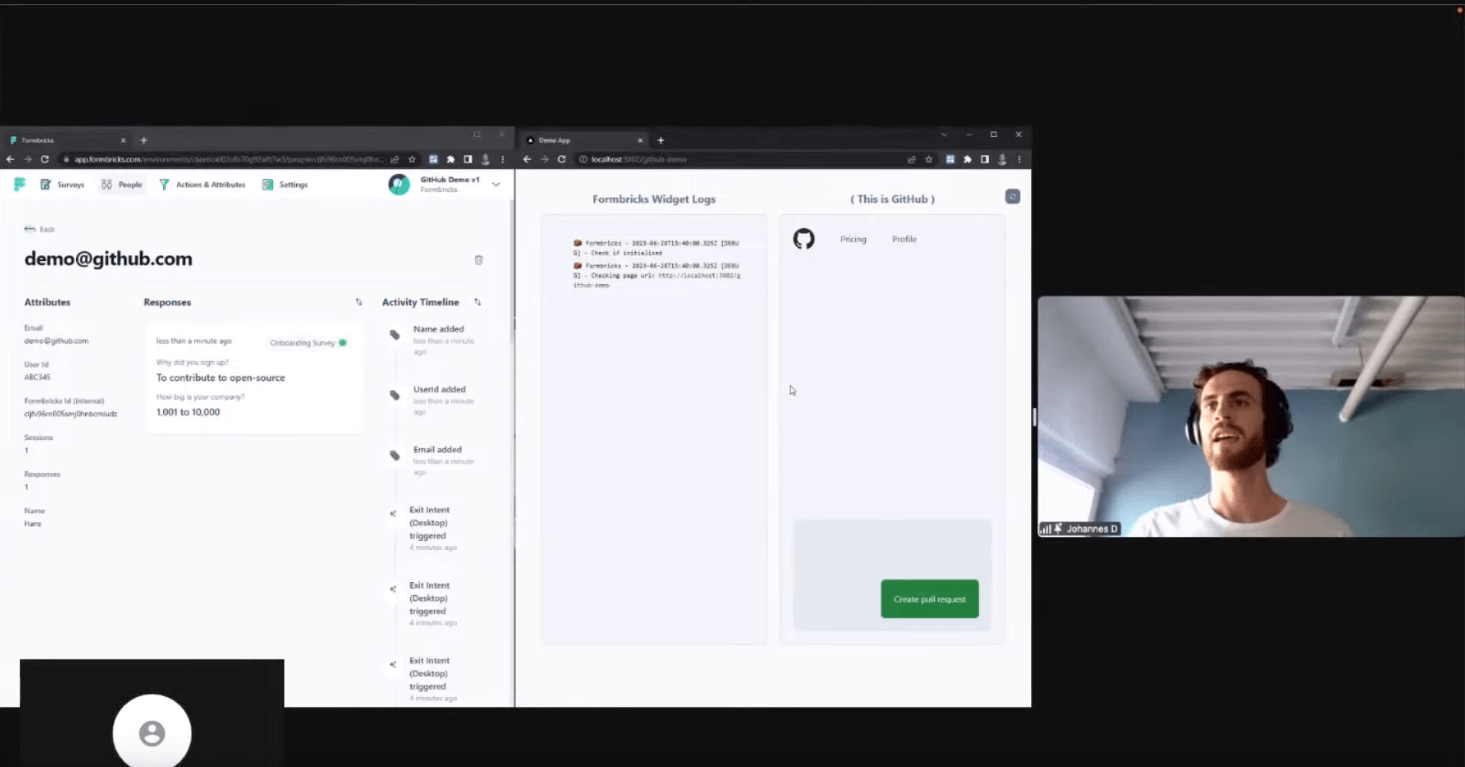 Formbricks
app.formbricks.com
Surveys
People
Actions & Attributes
Settings
GitHub Demo v1
Formbricks
Back
demo@github.com
Attributes
Email
demo@github.com
User Id
ABC345
Formbricks Id (internal)
Sessions
1
Responses
1
Name
Hans
Responses
less than a minute ago
Onboarding Survey
Why did you sign up?
To contribute to open-source
How big is your company?
1,001 to 10,000
Activity Timeline
Name added
less than a minute
ago
UserId added
less than a minute
ago
Email added
less than a minute
ago
Exit Intent
(Desktop)
triggered
4 minutes ago
Exit Intent
(Desktop)
triggered
4 minutes ago
Exit Intent
(Desktop)
triggered
4 minutes ago
Demo App
localhost:3002/github-demo
Formbricks Widget Logs
Formbricks - 2023-06-28T15:40:00.325Z [DEBU
G] - Check if initialized
Formbricks - 2023-06-28T15:40:00.325Z [DEBU
G] - Checking page url: http://localhost:3002/g
ithub-demo
( This is GitHub )
Pricing
Profile
Create pull request
Johannes D